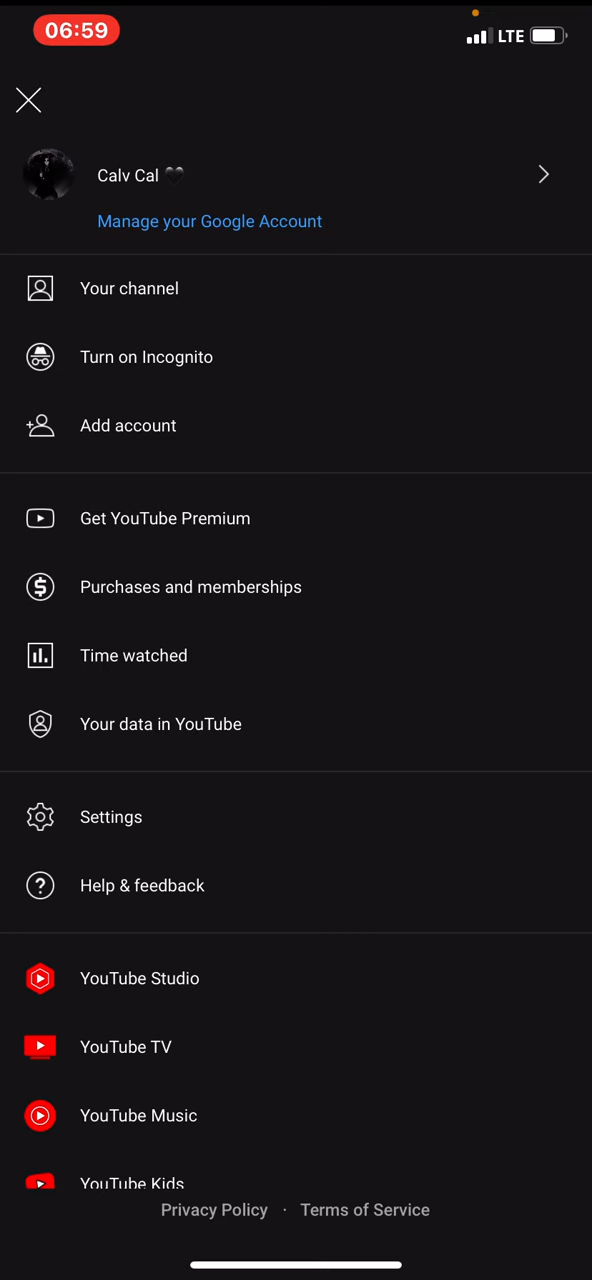 06:59
LTE
Calv Cal 🖤
Manage your Google Account
Your channel
Turn on Incognito
Add account
Get YouTube Premium
Purchases and memberships
Time watched
Your data in YouTube
Settings
Help & feedback
YouTube Studio
YouTube TV
YouTube Music
YouTube Kids
Privacy Policy · Terms of Service